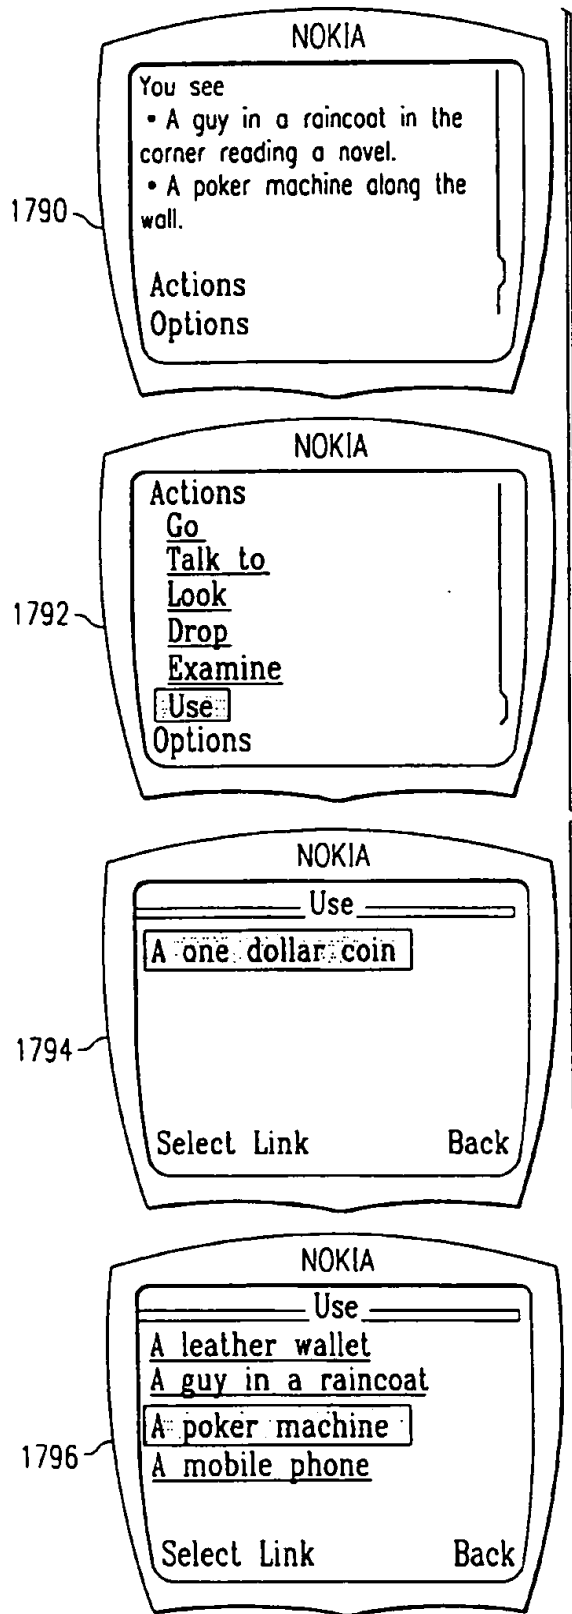 NOKIA
You see
• A guy in a raincoat in the
corner reading a novel.
• A poker machine along the
wall.
1790
Actions
Options
NOKIA
Actions
Go
Talk to
Look
1792
Drop
Examine
Use
Options
NOKIA
Use
A one dollar coin
1794
Select Link Back
NOKIA
Use
A leather wallet
A guy in a raincoat
A poker machine
1796
A mobile phone
Select Link Back